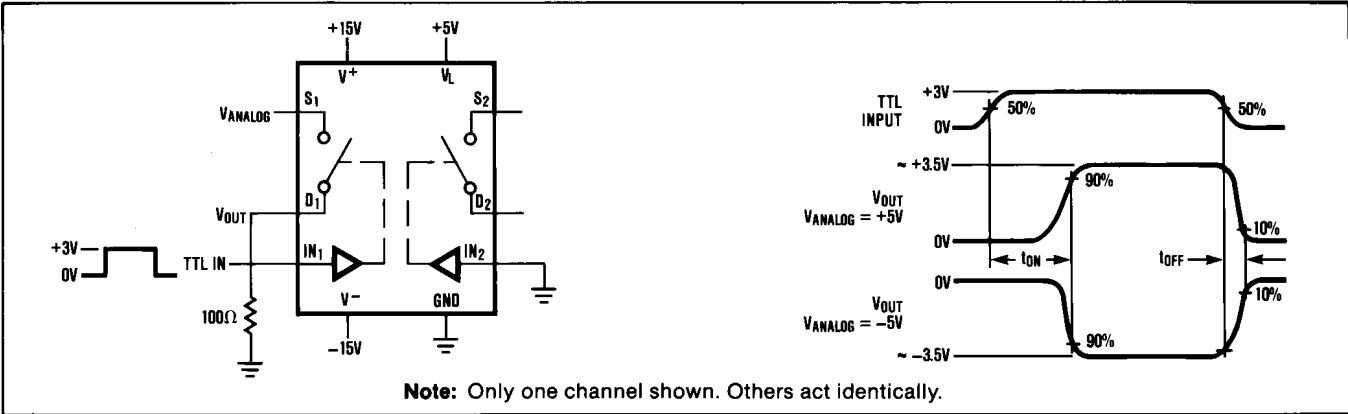 +15V +5V
V+ VL
S1 S2
VANALOG
D1 D2
VOUT
+3V
0V
TTL IN
IN1 IN2
V− GND
100Ω
−15V
TTL
INPUT
+3V
0V
50% 50%
≈ +3.5V
90%
VOUT
VANALOG = +5V
10%
0V
tON tOFF
0V
10%
VOUT
VANALOG = −5V
90%
≈ −3.5V
Note: Only one channel shown. Others act identically.